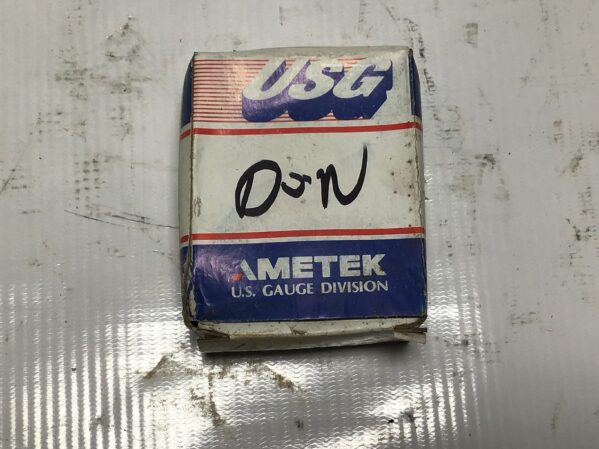 USG
D-N
AMETEK
U.S. GAUGE DIVISION